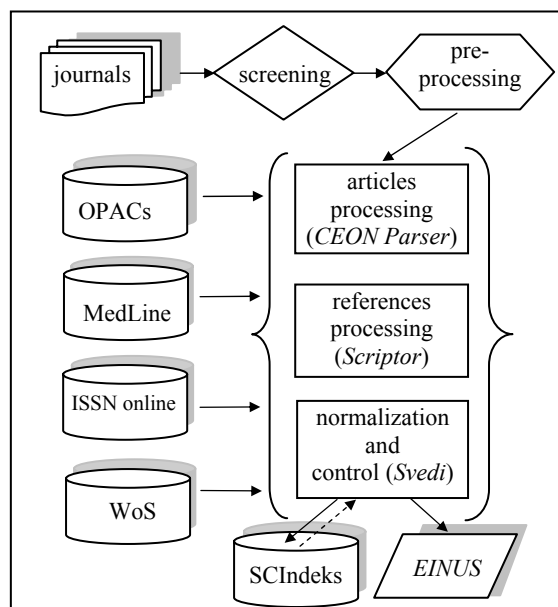 journals
screening
pre-
processing
OPACs
MedLine
ISSN online
WoS
articles
processing
(CEON Parser)
references
processing
(Scriptor)
normalization
and
control (Svedi)
SCIndeks
EINUS